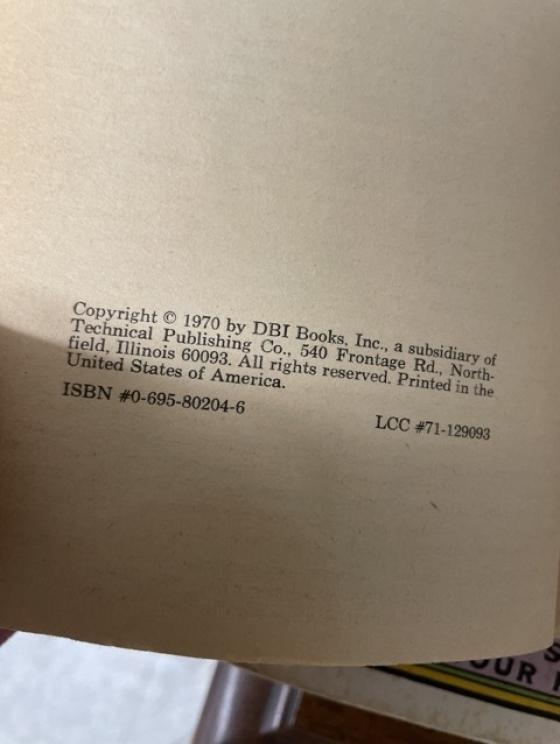 Copyright © 1970 by DBI Books, Inc., a subsidiary of
Technical Publishing Co., 540 Frontage Rd., North-
field, Illinois 60093. All rights reserved. Printed in the
United States of America.
ISBN #0-695-80204-6
LCC #71-129093
OUR